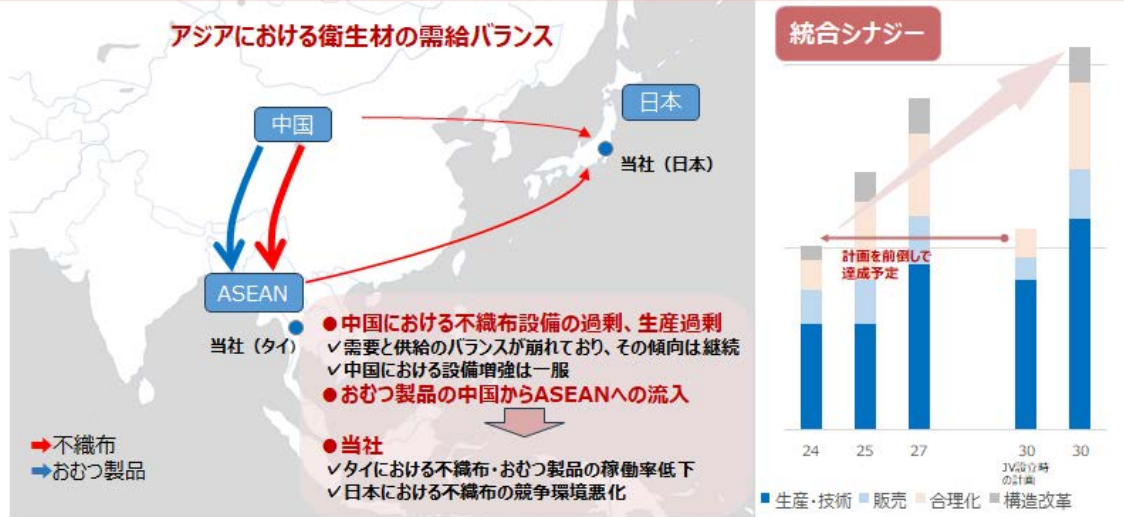 アジアにおける衛生材の需給バランス
中国
日本
当社（日本）
ASEAN
当社（タイ）
●中国における不織布設備の過剰、生産過剰
✓需要と供給のバランスが崩れており、その傾向は継続
✓中国における設備増強は一服
●おむつ製品の中国からASEANへの流入
●当社
✓タイにおける不織布・おむつ製品の稼働率低下
✓日本における不織布の競争環境悪化
➡不織布
➡おむつ製品
統合シナジー
計画を前倒しで
達成予定
24 25 27 30 30
JV設立時
の計画
■生産・技術 ■販売 ■合理化 ■構造改革